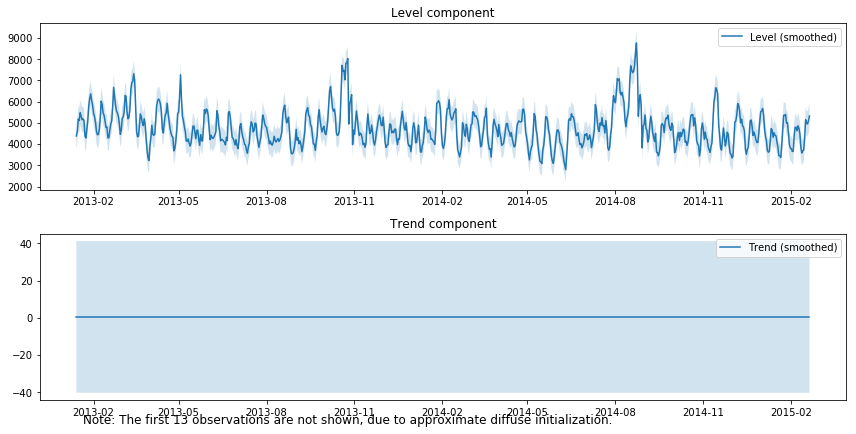 Level component
Level (smoothed)
9000
8000
7000
6000
5000
4000
3000
2000
2013-02 2013-05 2013-08 2013-11 2014-02 2014-05 2014-08 2014-11 2015-02
Trend component
Trend (smoothed)
40
20
0
−20
−40
2013-02 2013-05 2013-08 2013-11 2014-02 2014-05 2014-08 2014-11 2015-02
Note: The first 13 observations are not shown, due to approximate diffuse initialization.